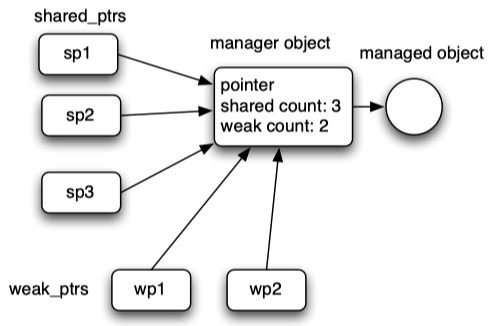 shared_ptrs
sp1
manager object
managed object
pointer
shared count: 3
weak count: 2
sp2
sp3
weak_ptrs
wp1
wp2